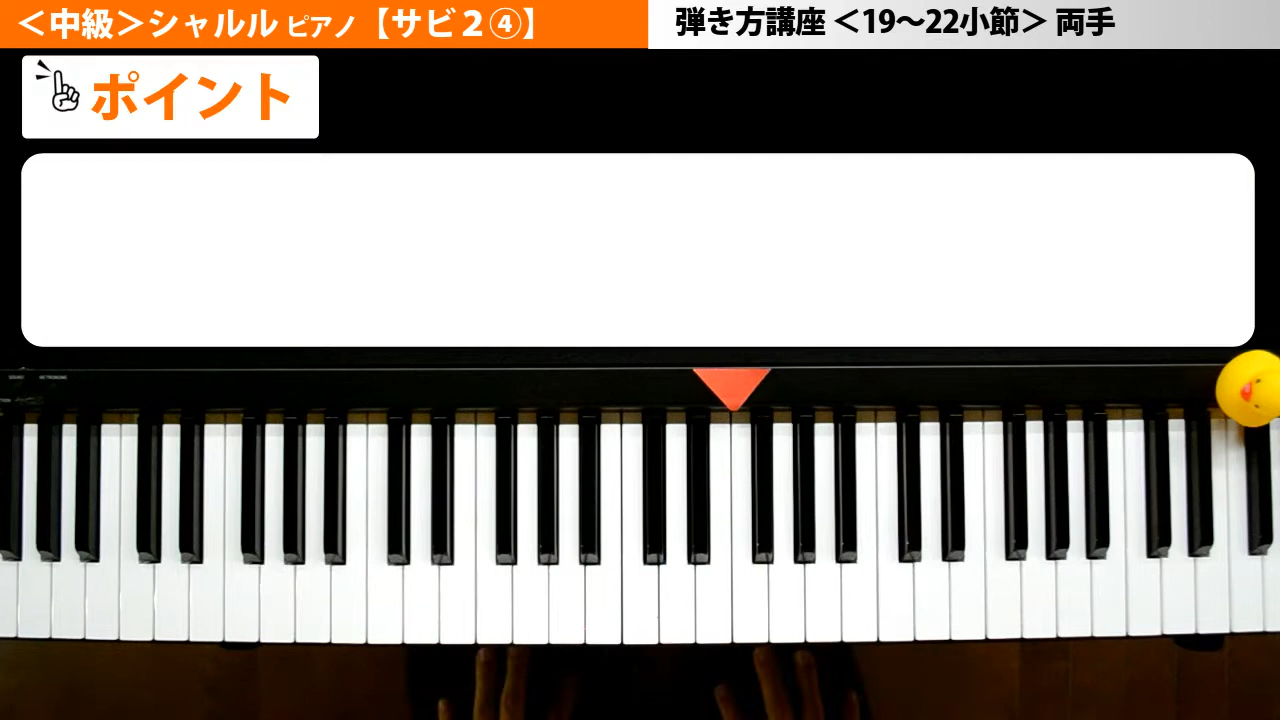 ＜中級＞シャルル ピアノ【サビ２④】
弾き方講座 ＜19～22小節＞ 両手
ポイント